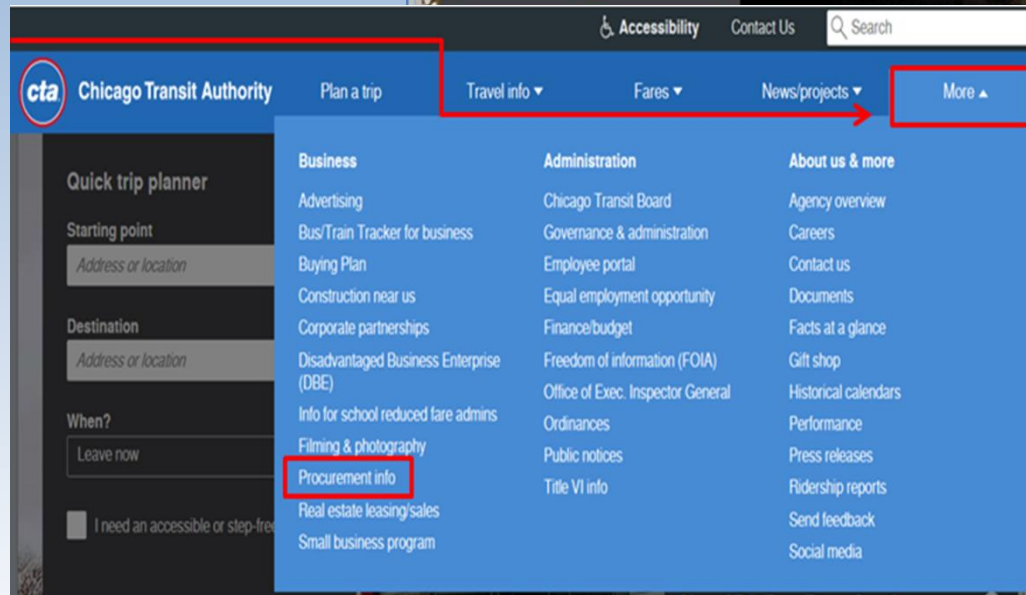 Accessibility
Contact Us
Search
cta
Chicago Transit Authority
Plan a trip
Travel info
Fares
News/projects
More
Quick trip planner
Starting point
Address or location
Destination
Address or location
When?
Leave now
I need an accessible or step-free
Business
Advertising
Bus/Train Tracker for business
Buying Plan
Construction near us
Corporate partnerships
Disadvantaged Business Enterprise
(DBE)
Info for school reduced fare admins
Filming & photography
Procurement info
Real estate leasing/sales
Small business program
Administration
Chicago Transit Board
Governance & administration
Employee portal
Equal employment opportunity
Finance/budget
Freedom of information (FOIA)
Office of Exec. Inspector General
Ordinances
Public notices
Title VI info
About us & more
Agency overview
Careers
Contact us
Documents
Facts at a glance
Gift shop
Historical calendars
Performance
Press releases
Ridership reports
Send feedback
Social media